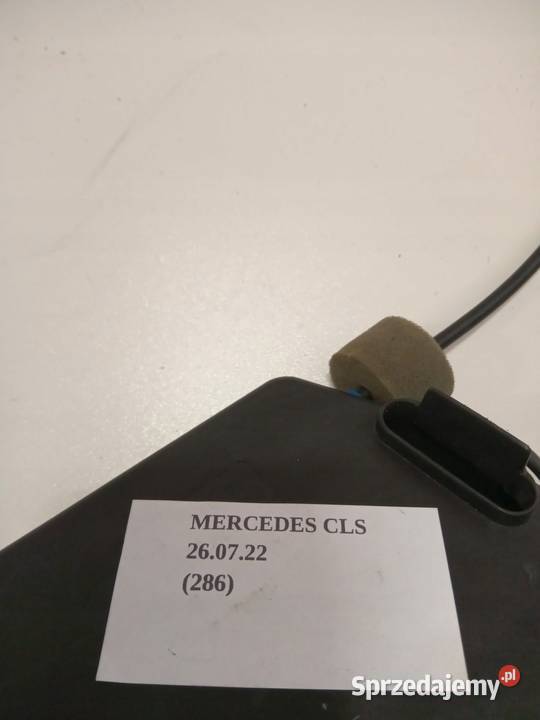 MERCEDES CLS
26.07.22
(286)
Sprzedajemy.pl